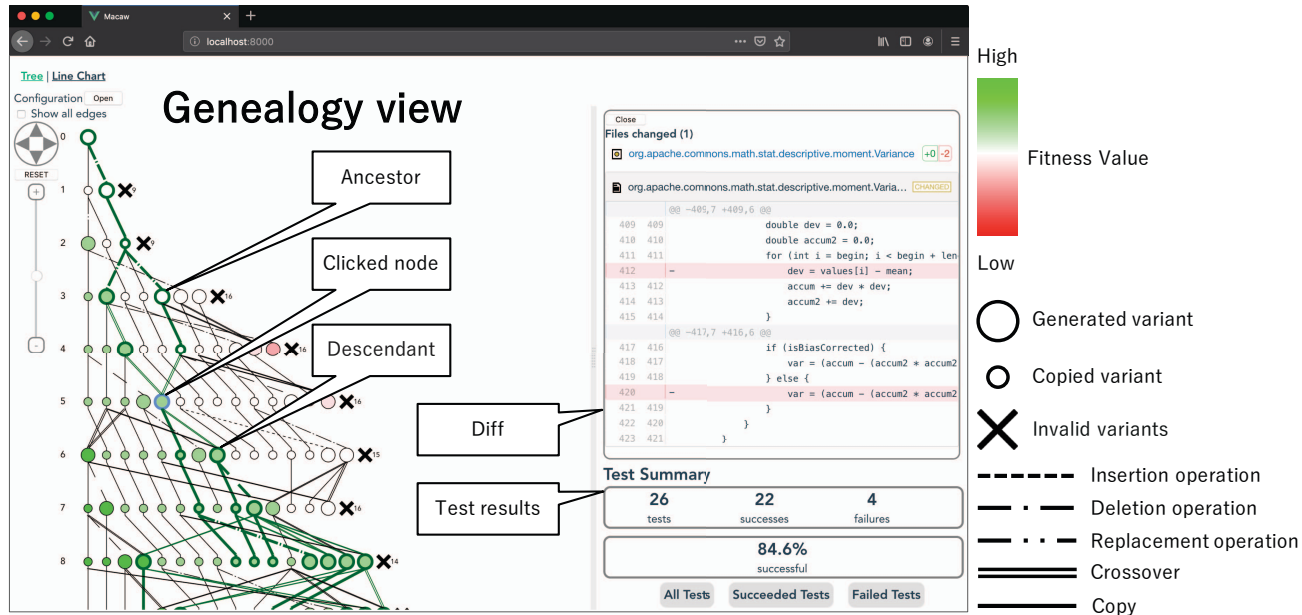 Macaw
localhost:8000
Tree | Line Chart
Configuration Open
Show all edges
Genealogy view
RESET
0
1
9
2
9
3
16
4
16
5
16
6
15
7
16
8
14
Ancestor
Clicked node
Descendant
Diff
Test results
Close
Files changed (1)
org.apache.commons.math.stat.descriptive.moment.Variance +0 -2
org.apache.commons.math.stat.descriptive.moment.Varia... CHANGED
@@ -409,7 +409,6 @@
409 409 double dev = 0.0;
410 410 double accum2 = 0.0;
411 411 for (int i = begin; i < begin + len
412 - dev = values[i] - mean;
413 412 accum += dev * dev;
414 413 accum2 += dev;
415 414 }
@@ -417,7 +416,6 @@
417 416 if (isBiasCorrected) {
418 417 var = (accum - (accum2 * accum2
419 418 } else {
420 - var = (accum - (accum2 * accum2
421 419 }
422 420 }
423 421 }
Test Summary
26 22 4
tests successes failures
84.6%
successful
All Tests Succeeded Tests Failed Tests
High
Fitness Value
Low
Generated variant
Copied variant
Invalid variants
Insertion operation
Deletion operation
Replacement operation
Crossover
Copy